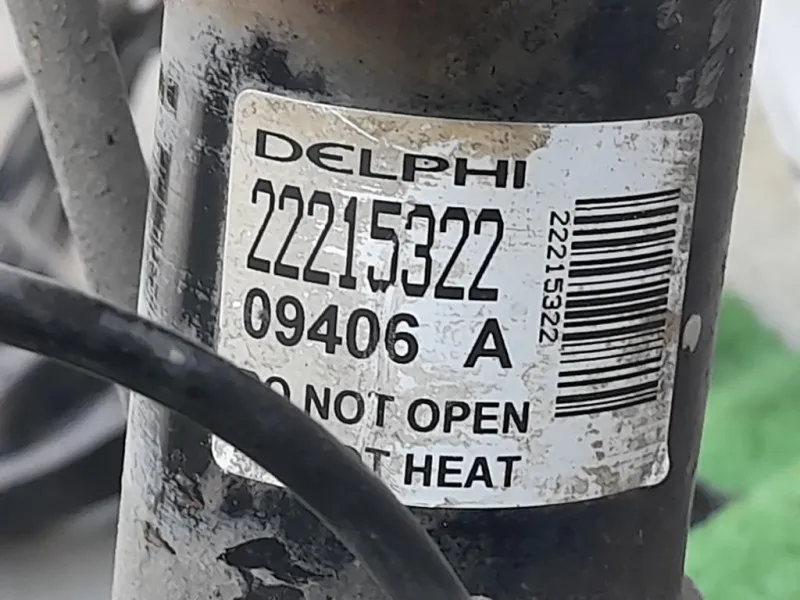 DELPHI
22215322
09406 A
22215322
NOT OPEN
HEAT